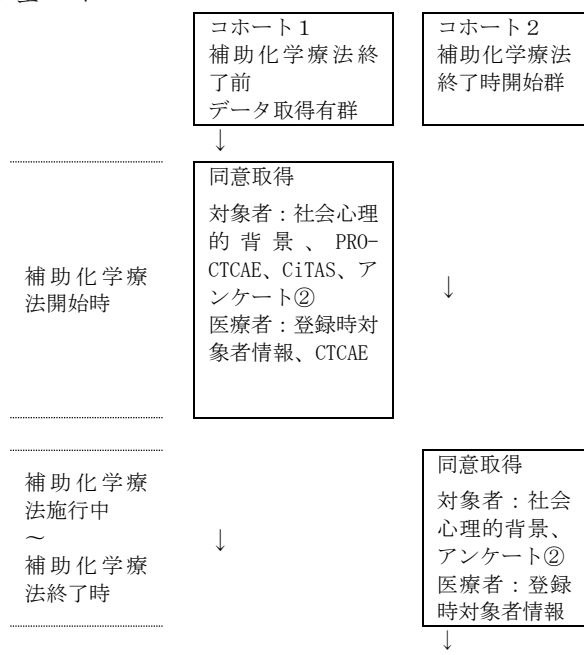 コホート１
補助化学療法終
了前
データ取得有群
コホート２
補助化学療法
終了時開始群
↓
補助化学療
法開始時
同意取得
対象者：社会心理
的背景、PRO-
CTCAE、CiTAS、ア
ンケート②
医療者：登録時対
象者情報、CTCAE
↓
補助化学療
法施行中
～
補助化学療
法終了時
↓
同意取得
対象者：社会
心理的背景、
アンケート②
医療者：登録
時対象者情報
↓